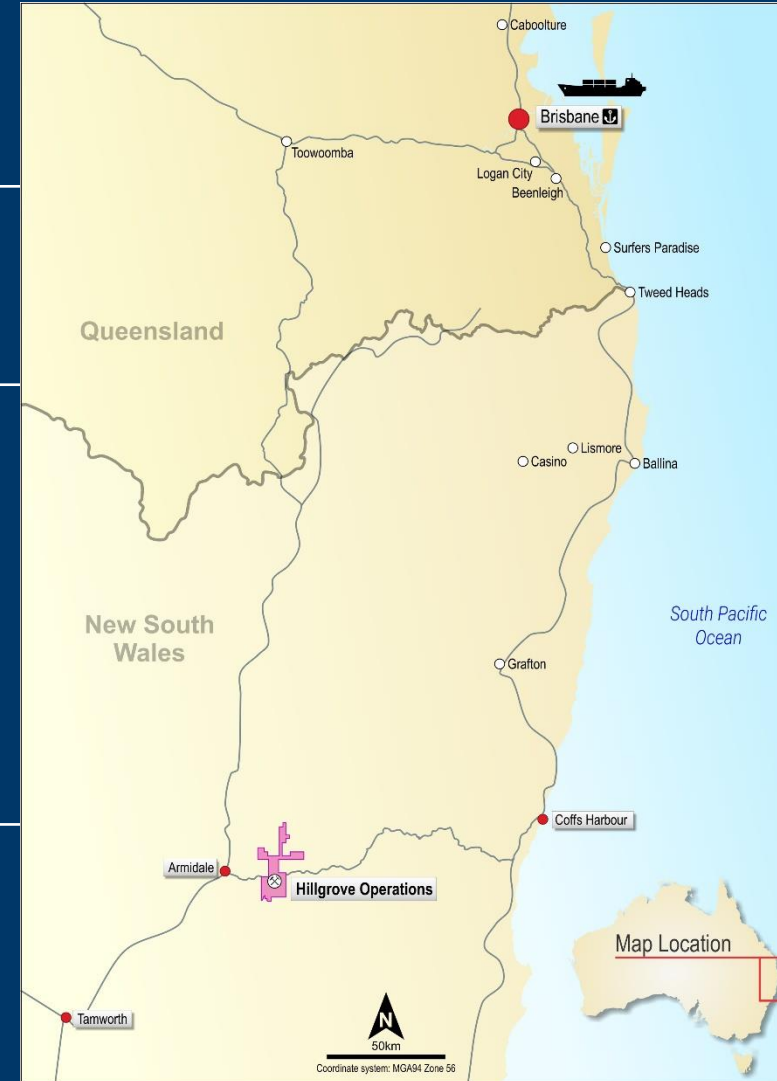 Caboolture
Brisbane
Toowoomba
Logan City
Beenleigh
Surfers Paradise
Tweed Heads
Queensland
Lismore
Casino
Ballina
New South
Wales
South Pacific
Ocean
Grafton
Coffs Harbour
Armidale
Hillgrove Operations
Map Location
Tamworth
N
50km
Coordinate system: MGA94 Zone 56